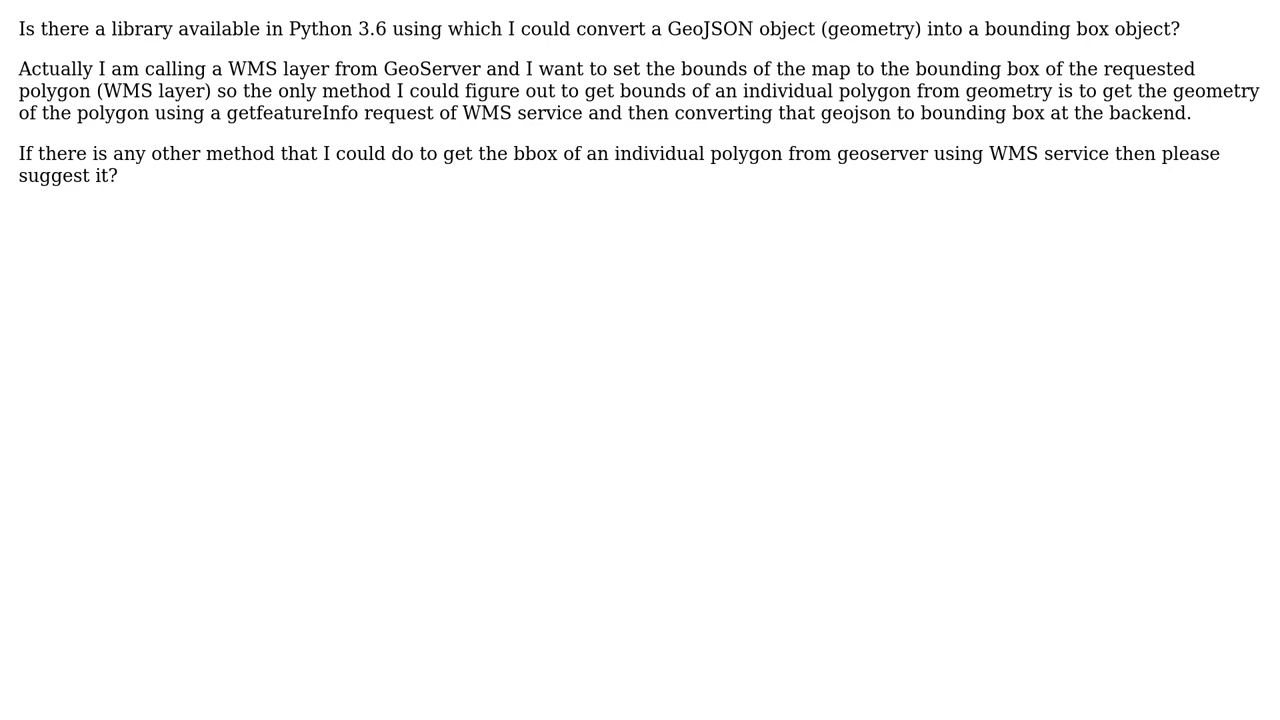 Is there a library available in Python 3.6 using which I could convert a GeoJSON object (geometry) into a bounding box object?
Actually I am calling a WMS layer from GeoServer and I want to set the bounds of the map to the bounding box of the requested
polygon (WMS layer) so the only method I could figure out to get bounds of an individual polygon from geometry is to get the geometry
of the polygon using a getfeatureInfo request of WMS service and then converting that geojson to bounding box at the backend.
If there is any other method that I could do to get the bbox of an individual polygon from geoserver using WMS service then please
suggest it?